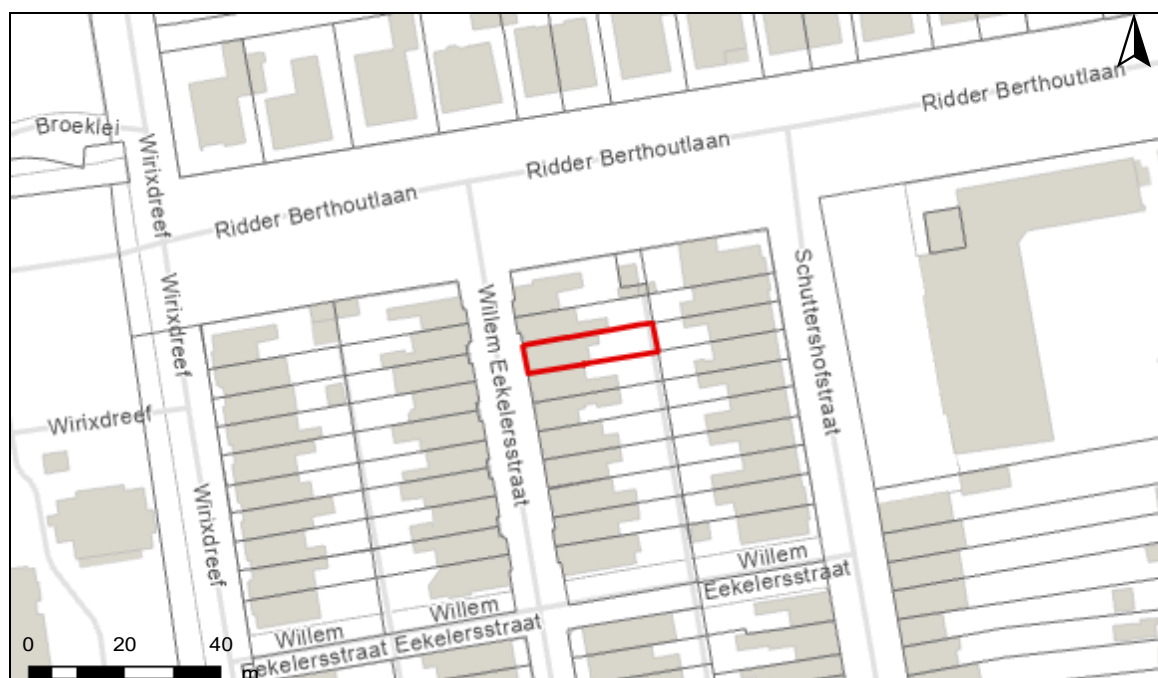 Ridder Berthoutlaan
Broeklei
Wirixdreef
Ridder Berthoutlaan
Ridder Berthoutlaan
Wirixdreef
Willem Eekelersstraat
Schuttershofstraat
Wirixdreef
Wirixdreef
Willem
Eekelersstraat
Willem
Willem
Eekelersstraat Eekelersstraat
0 20 40
m